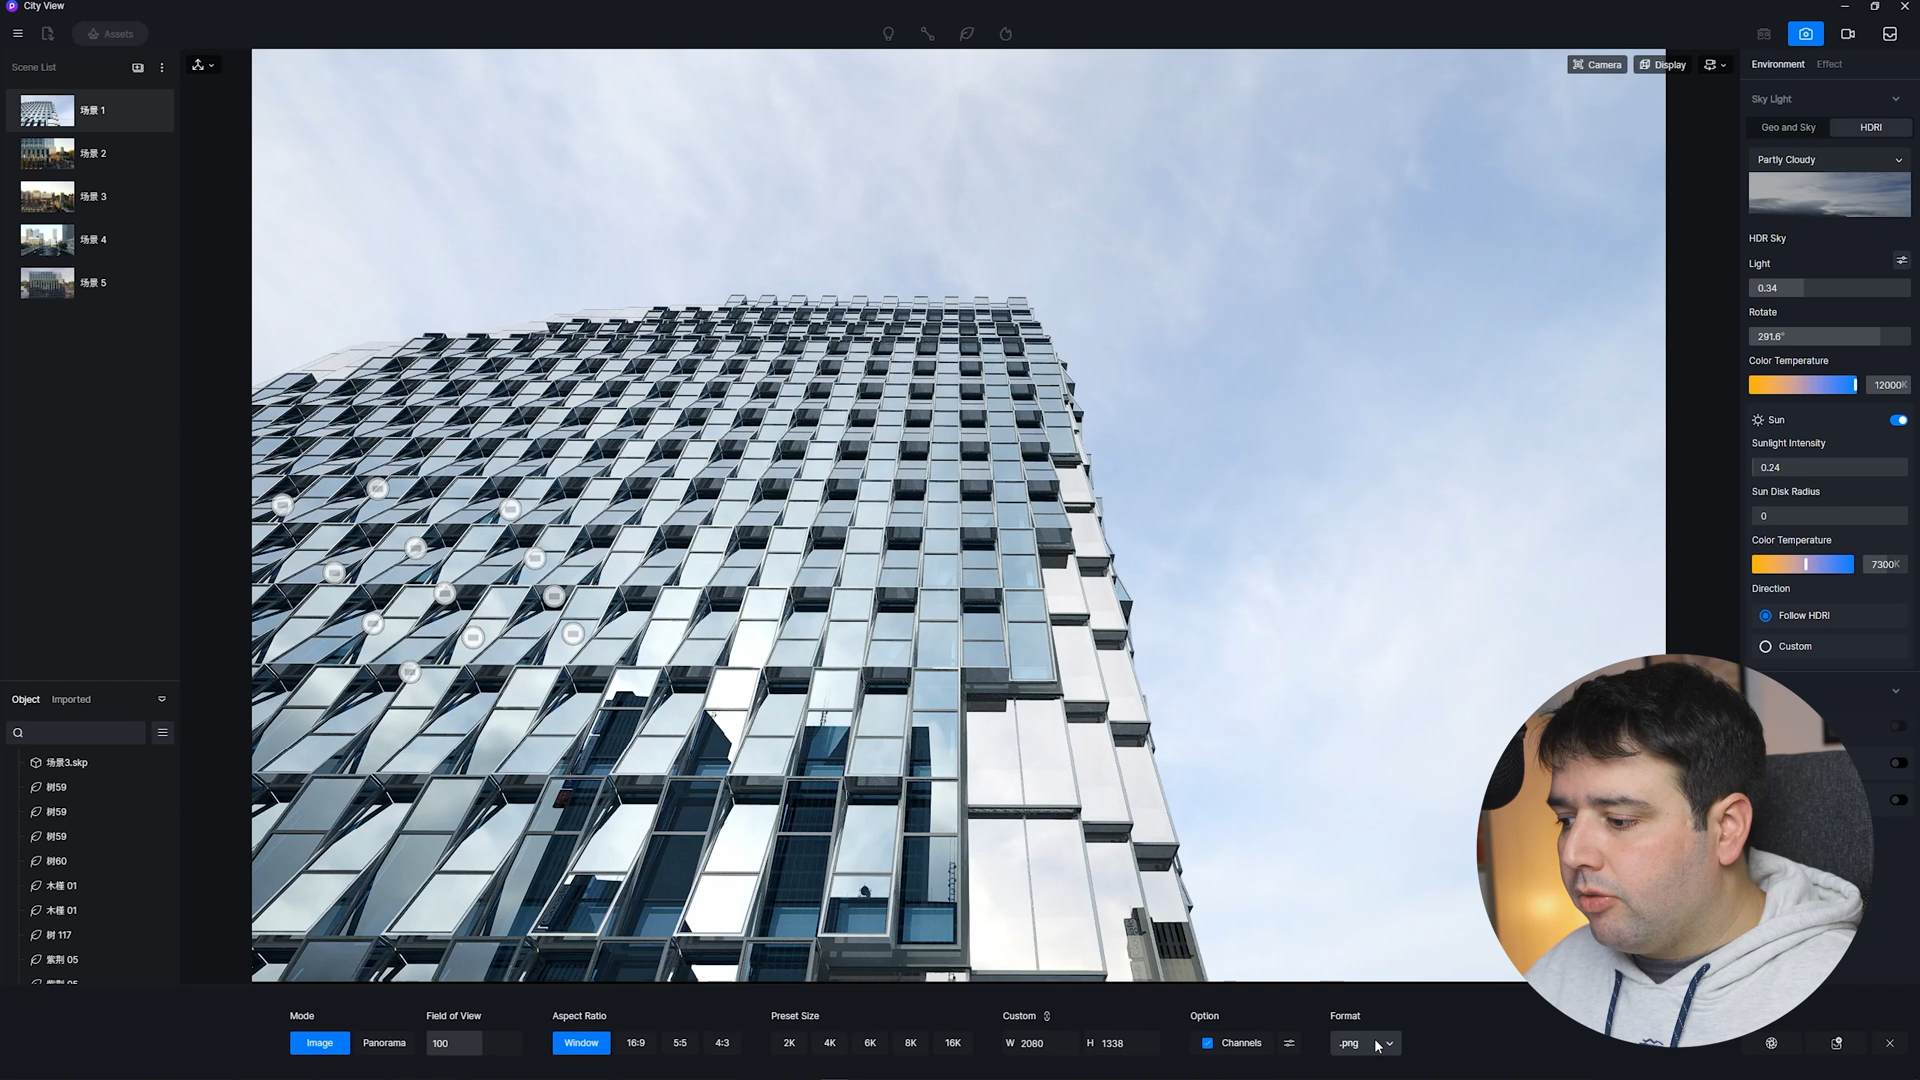 City View
Assets
Scene List
场景 1
场景 2
场景 3
场景 4
场景 5
Camera
Display
Environment Effect
Sky Light
Geo and Sky HDRI
Partly Cloudy
HDR Sky
Light
0.34
Rotate
291.6°
Color Temperature
12000K
Sun
Sunlight Intensity
0.24
Sun Disk Radius
0
Color Temperature
7300K
Direction
Follow HDRI
Custom
Object Imported
场景3.skp
树59
树59
树59
树60
木槿 01
木槿 01
树 117
紫荆 05
Mode Field of View Aspect Ratio Preset Size Custom Option Format
Image Panorama 100 Window 16:9 5:5 4:3 2K 4K 6K 8K 16K W 2080 H 1338 Channels .png